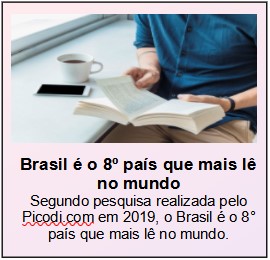 Brasil é o 8º país que mais lê
no mundo
Segundo pesquisa realizada pelo
Picodi.com em 2019, o Brasil é o 8°
país que mais lê no mundo.